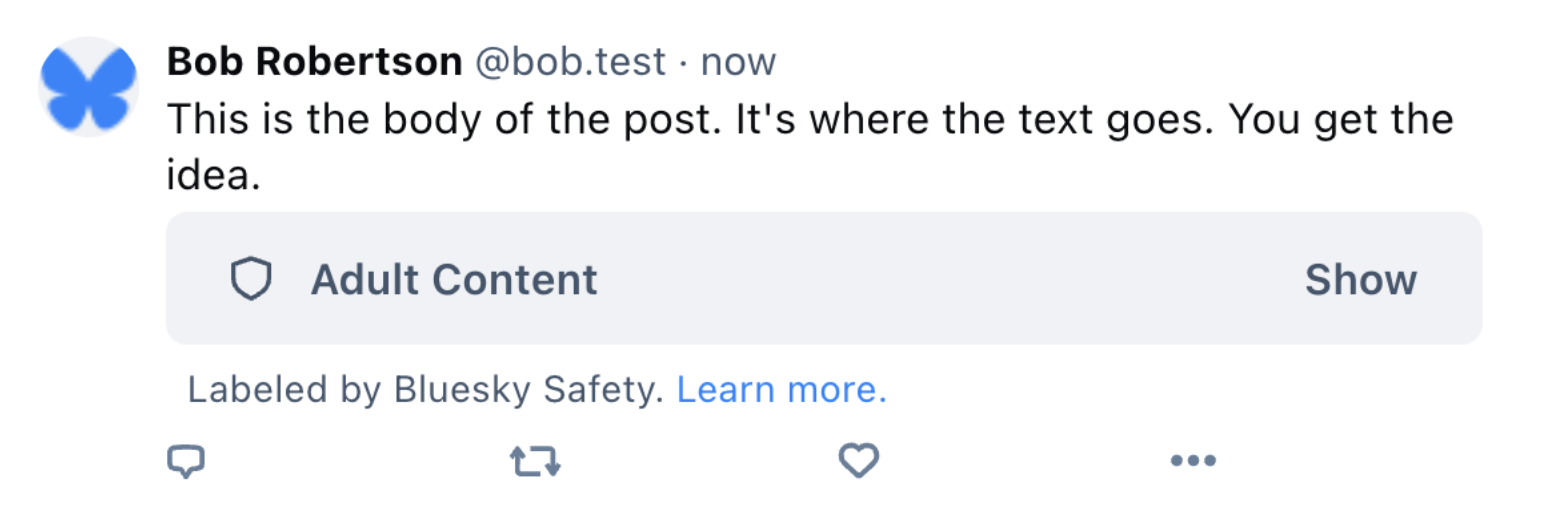 Bob Robertson @bob.test · now
This is the body of the post. It's where the text goes. You get the
idea.
Adult Content Show
Labeled by Bluesky Safety. Learn more.